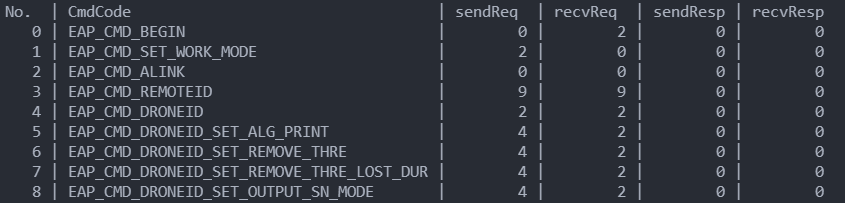 No.  | CmdCode                              | sendReq | recvReq | sendResp | recvResp
   0 | EAP_CMD_BEGIN                        |       0 |       2 |        0 |        0
   1 | EAP_CMD_SET_WORK_MODE                |       2 |       0 |        0 |        0
   2 | EAP_CMD_ALINK                        |       0 |       0 |        0 |        0
   3 | EAP_CMD_REMOTEID                     |       9 |       9 |        0 |        0
   4 | EAP_CMD_DRONEID                      |       2 |       2 |        0 |        0
   5 | EAP_CMD_DRONEID_SET_ALG_PRINT        |       4 |       2 |        0 |        0
   6 | EAP_CMD_DRONEID_SET_REMOVE_THRE      |       4 |       2 |        0 |        0
   7 | EAP_CMD_DRONEID_SET_REMOVE_THRE_LOST_DUR |       4 |       2 |        0 |        0
   8 | EAP_CMD_DRONEID_SET_OUTPUT_SN_MODE   |       4 |       2 |        0 |        0